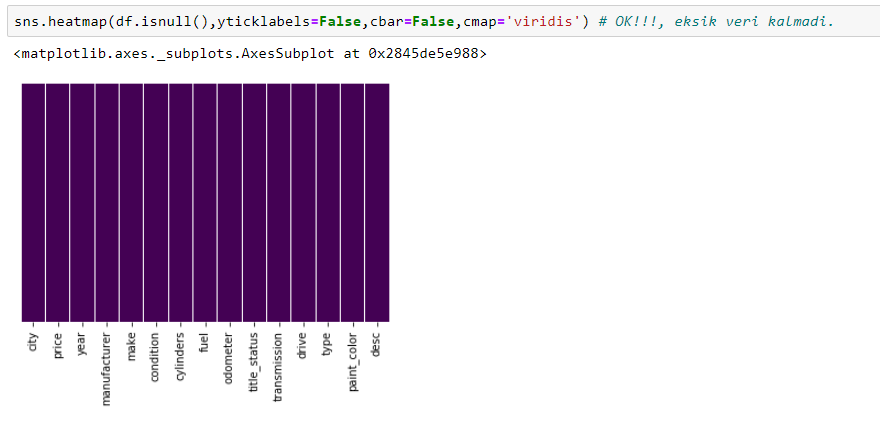 sns.heatmap(df.isnull(),yticklabels=False,cbar=False,cmap='viridis') # OK!!!, eksik veri kalmadi.
<matplotlib.axes._subplots.AxesSubplot at 0x2845de5e988>
city
price
year
manufacturer
make
condition
cylinders
fuel
odometer
title_status
transmission
drive
type
paint_color
desc